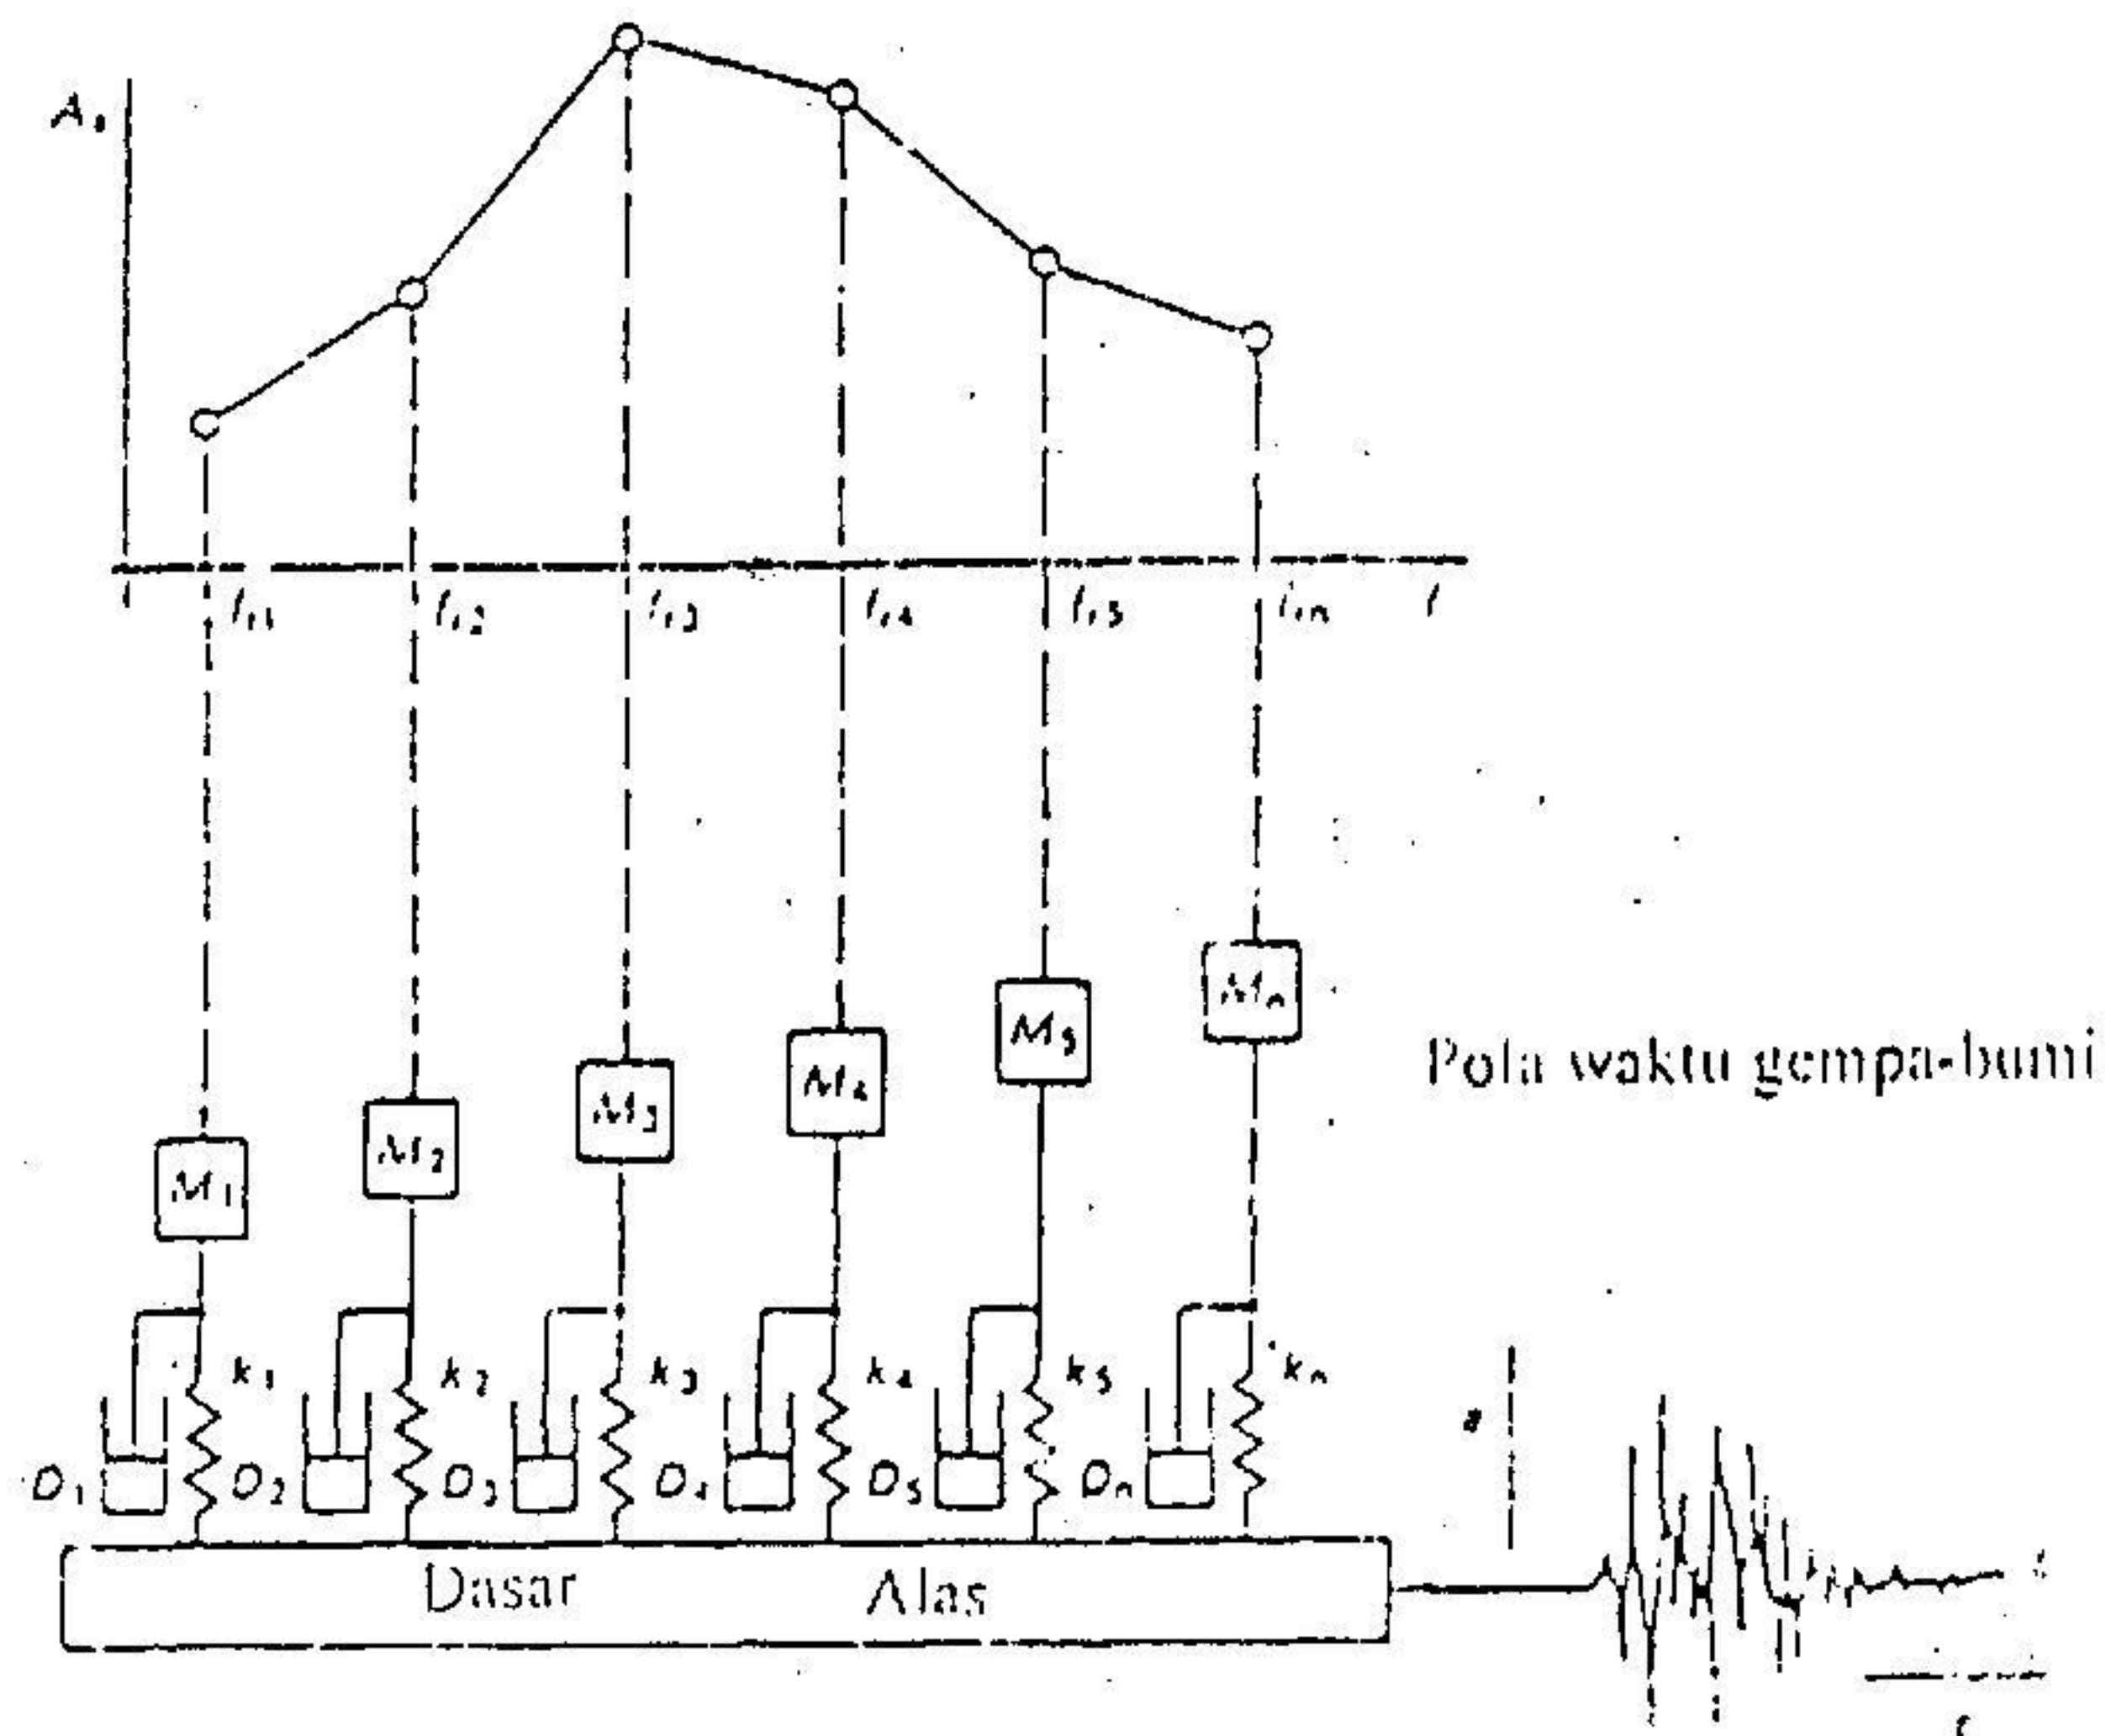 A
M₁ M₂ M₃ M₄ M₅ Mₙ
Pola waktu gempa-bumi
k₁ k₂ k₃ k₄ k₅ kₙ
a
D₁ D₂ D₃ D₄ D₅ Dₙ
Dasar Alas